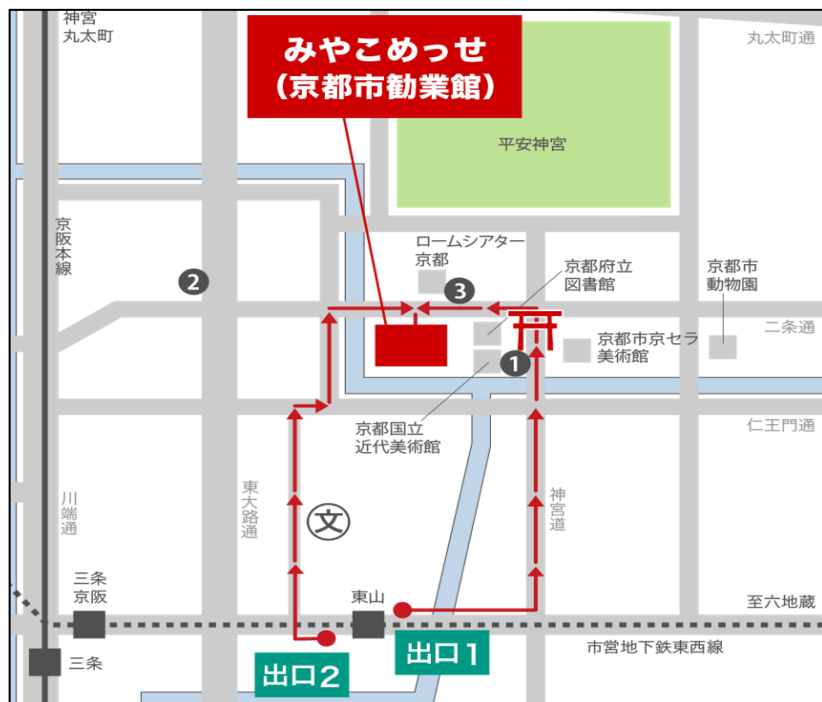 神宮
丸太町
丸太町通
みやこめっせ
(京都市勧業館)
平安神宮
京阪本線
ロームシアター
京都
❷
❸
京都府立
図書館
京都市
動物園
二条通
京都市京セラ
美術館
❶
京都国立
近代美術館
仁王門通
川端通
東大路通
文
神宮道
三条
京阪
東山
至六地蔵
出口1
市営地下鉄東西線
三条
出口2